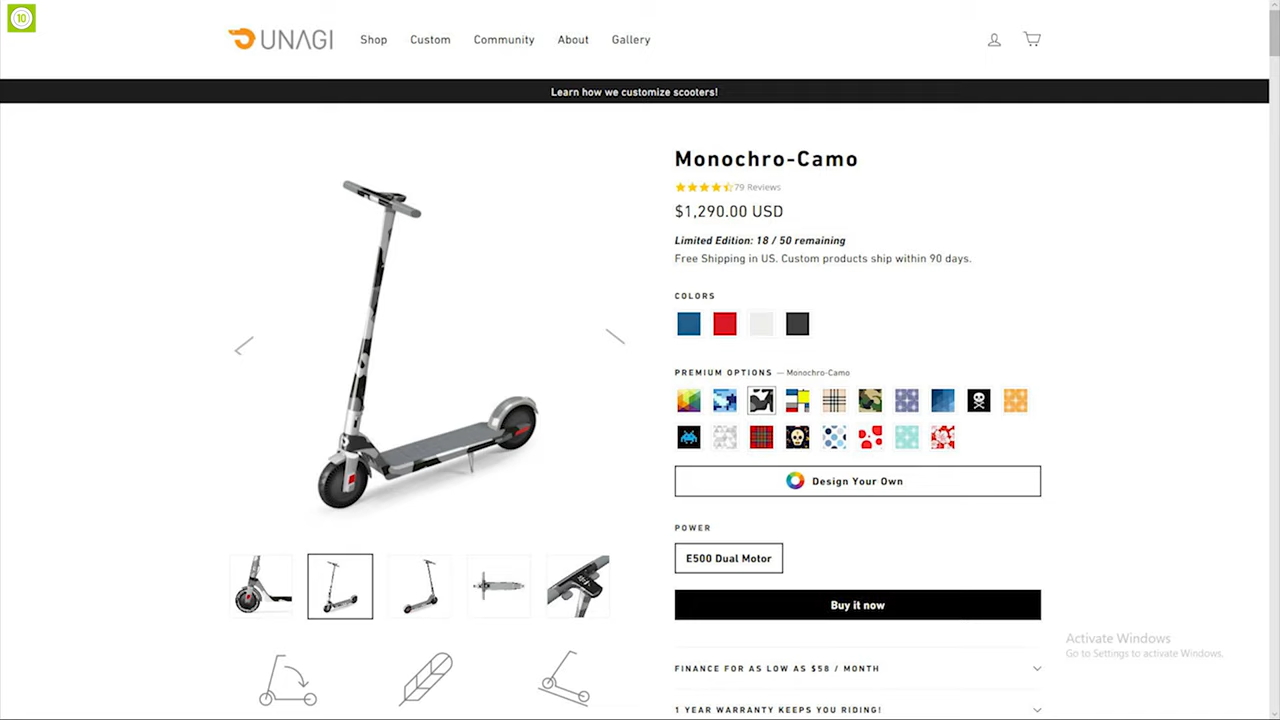 10
UNAGI
Shop
Custom
Community
About
Gallery
Learn how we customize scooters!
Monochro-Camo
79 Reviews
$1,290.00 USD
Limited Edition: 18 / 50 remaining
Free Shipping in US. Custom products ship within 90 days.
COLORS
PREMIUM OPTIONS — Monochro-Camo
Design Your Own
POWER
E500 Dual Motor
Buy it now
Activate Windows
Go to Settings to activate Windows.
FINANCE FOR AS LOW AS $58 / MONTH
1 YEAR WARRANTY KEEPS YOU RIDING!